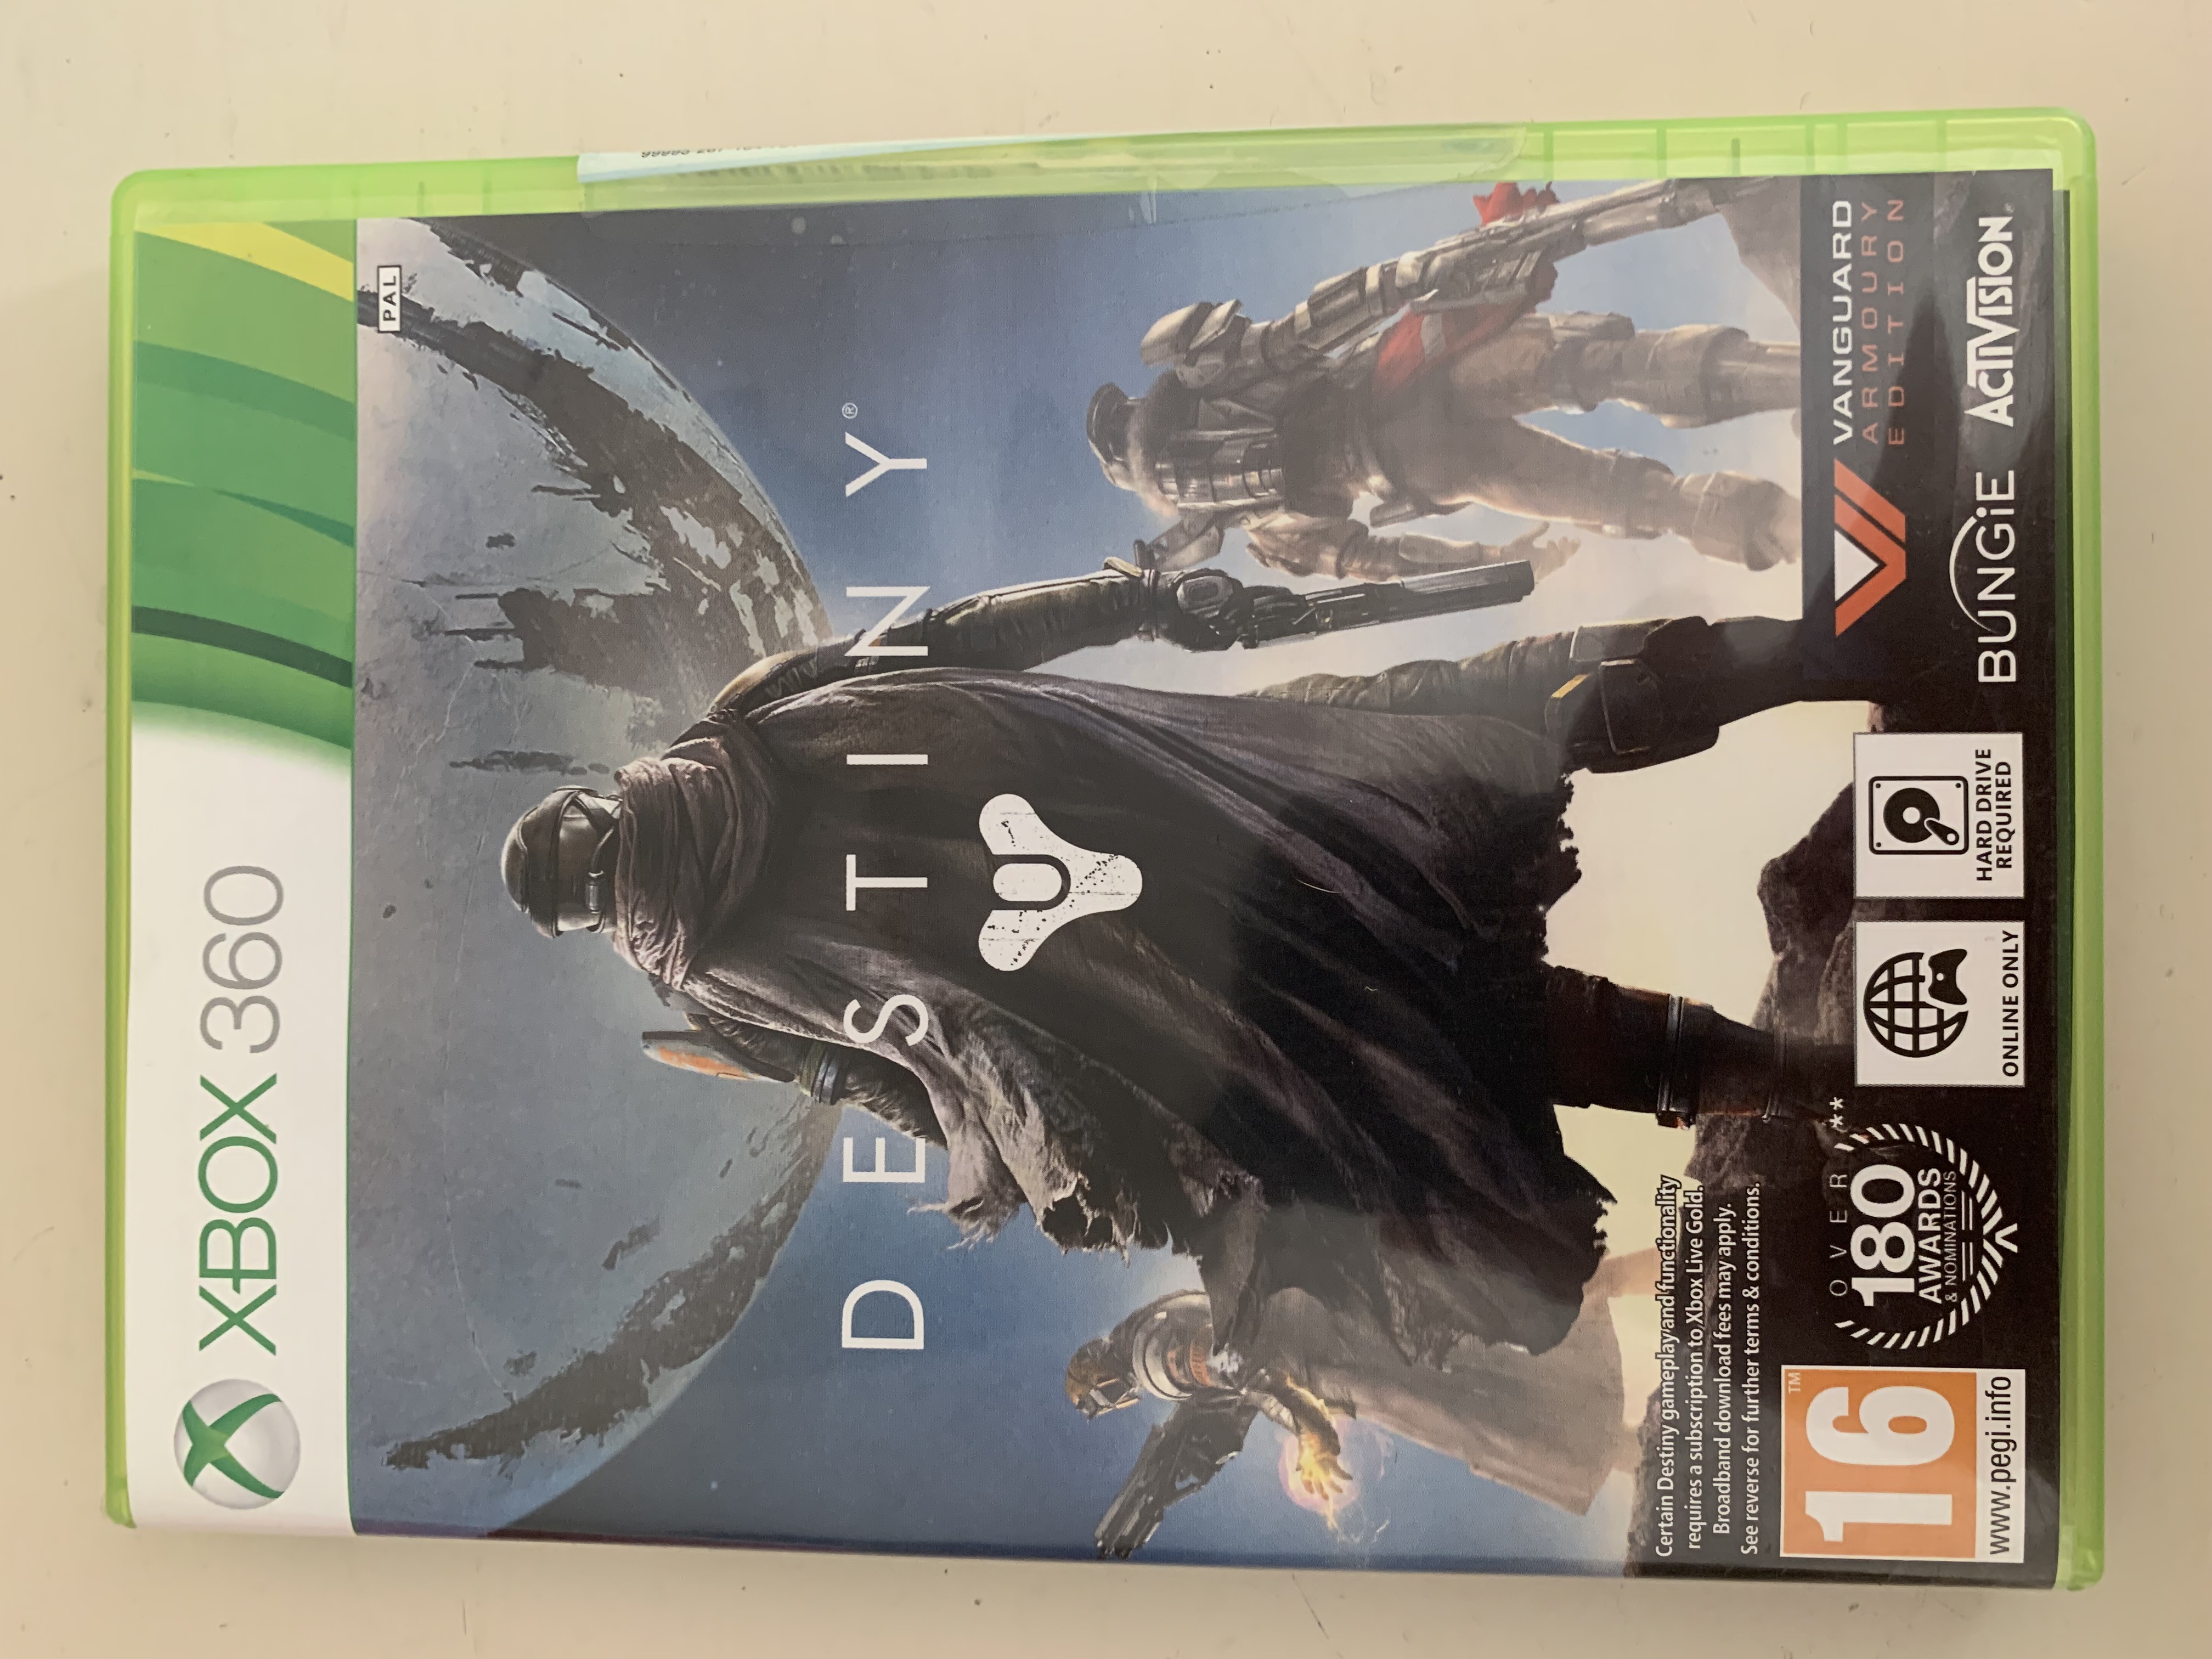 XBOX 360
PAL
DESTINY®
Certain Destiny gameplay and functionality
requires a subscription to Xbox Live Gold.
Broadband download fees may apply.
See reverse for further terms & conditions.
16™
www.pegi.info
OVER **
180
AWARDS
& NOMINATIONS
ONLINE ONLY
HARD DRIVE
REQUIRED
VANGUARD
ARMOURY
EDITION
BUNGiE
ACTIVISION